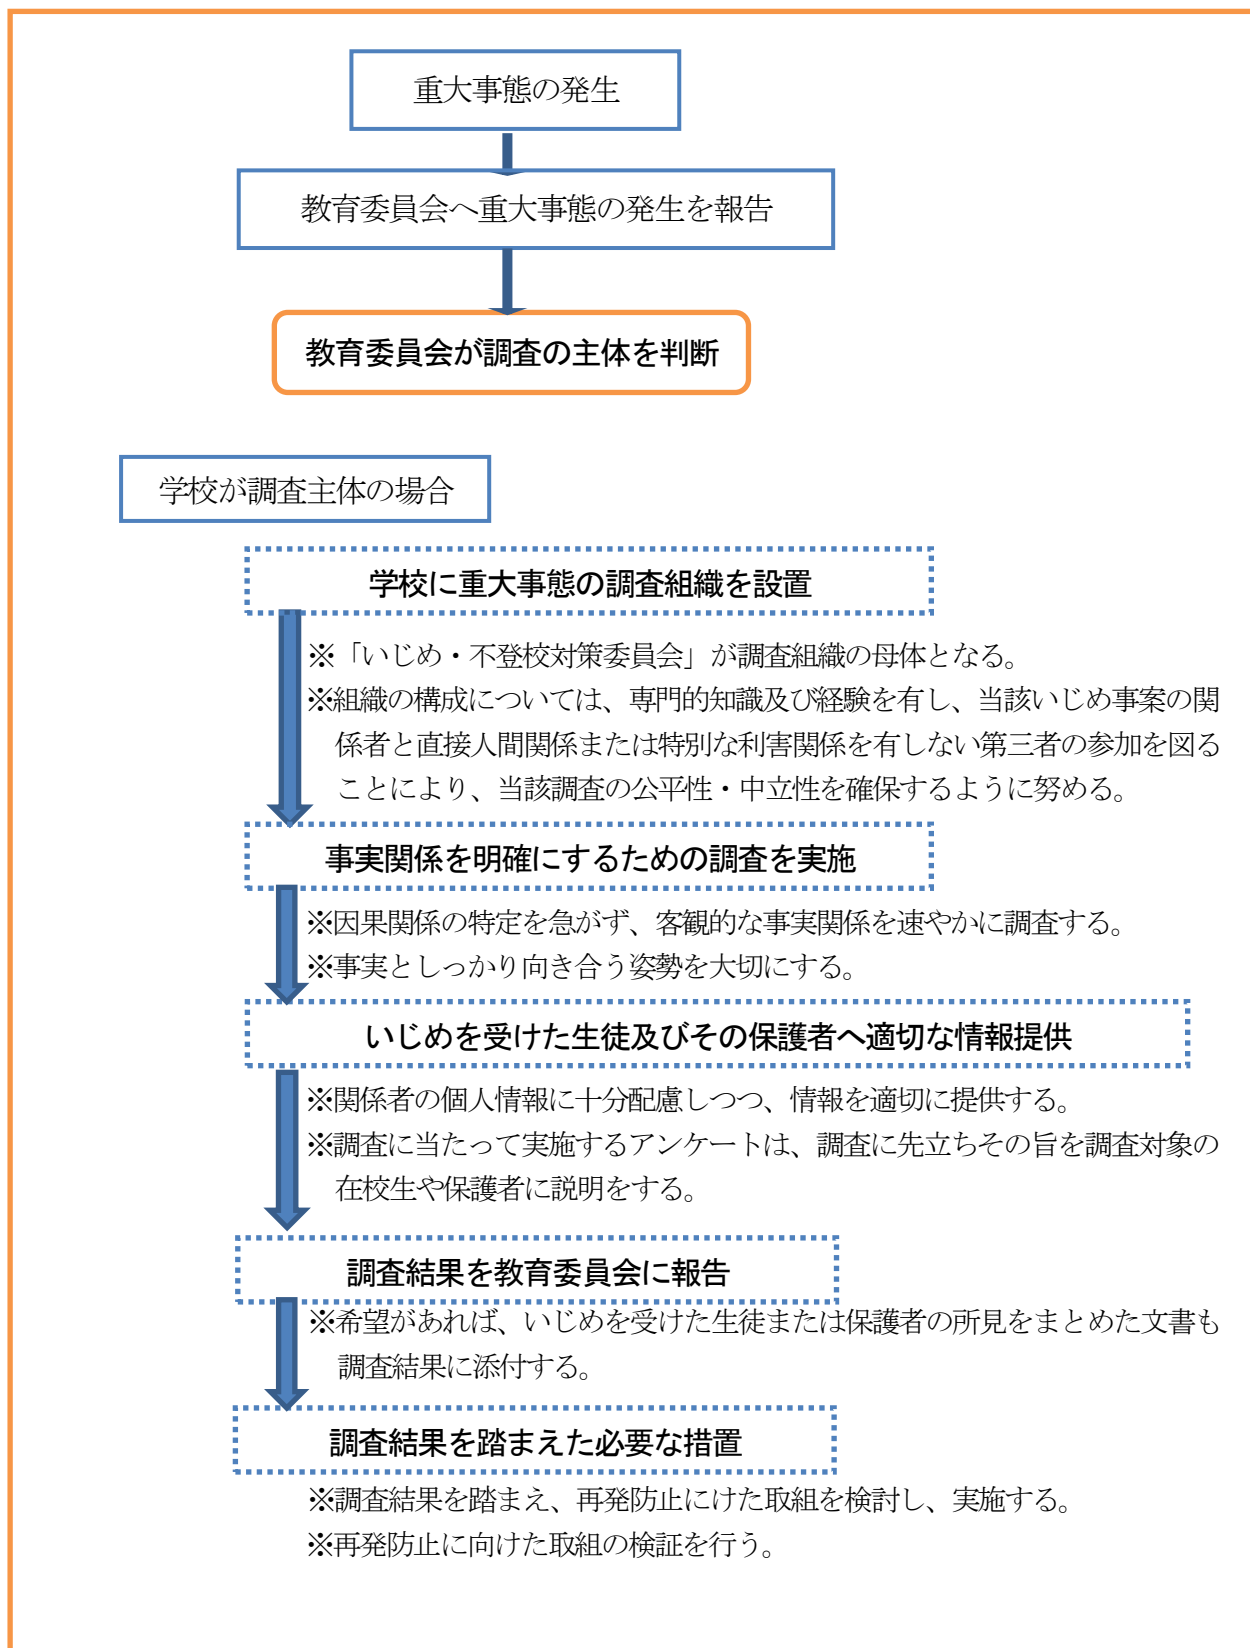 重大事態の発生
教育委員会へ重大事態の発生を報告
教育委員会が調査の主体を判断
学校が調査主体の場合
学校に重大事態の調査組織を設置
※「いじめ・不登校対策委員会」が調査組織の母体となる。
※組織の構成については、専門的知識及び経験を有し、当該いじめ事案の関
係者と直接人間関係または特別な利害関係を有しない第三者の参加を図る
ことにより、当該調査の公平性・中立性を確保するように努める。
事実関係を明確にするための調査を実施
※因果関係の特定を急がず、客観的な事実関係を速やかに調査する。
※事実としっかり向き合う姿勢を大切にする。
いじめを受けた生徒及びその保護者へ適切な情報提供
※関係者の個人情報に十分配慮しつつ、情報を適切に提供する。
※調査に当たって実施するアンケートは、調査に先立ちその旨を調査対象の
在校生や保護者に説明をする。
調査結果を教育委員会に報告
※希望があれば、いじめを受けた生徒または保護者の所見をまとめた文書も
調査結果に添付する。
調査結果を踏まえた必要な措置
※調査結果を踏まえ、再発防止にけた取組を検討し、実施する。
※再発防止に向けた取組の検証を行う。